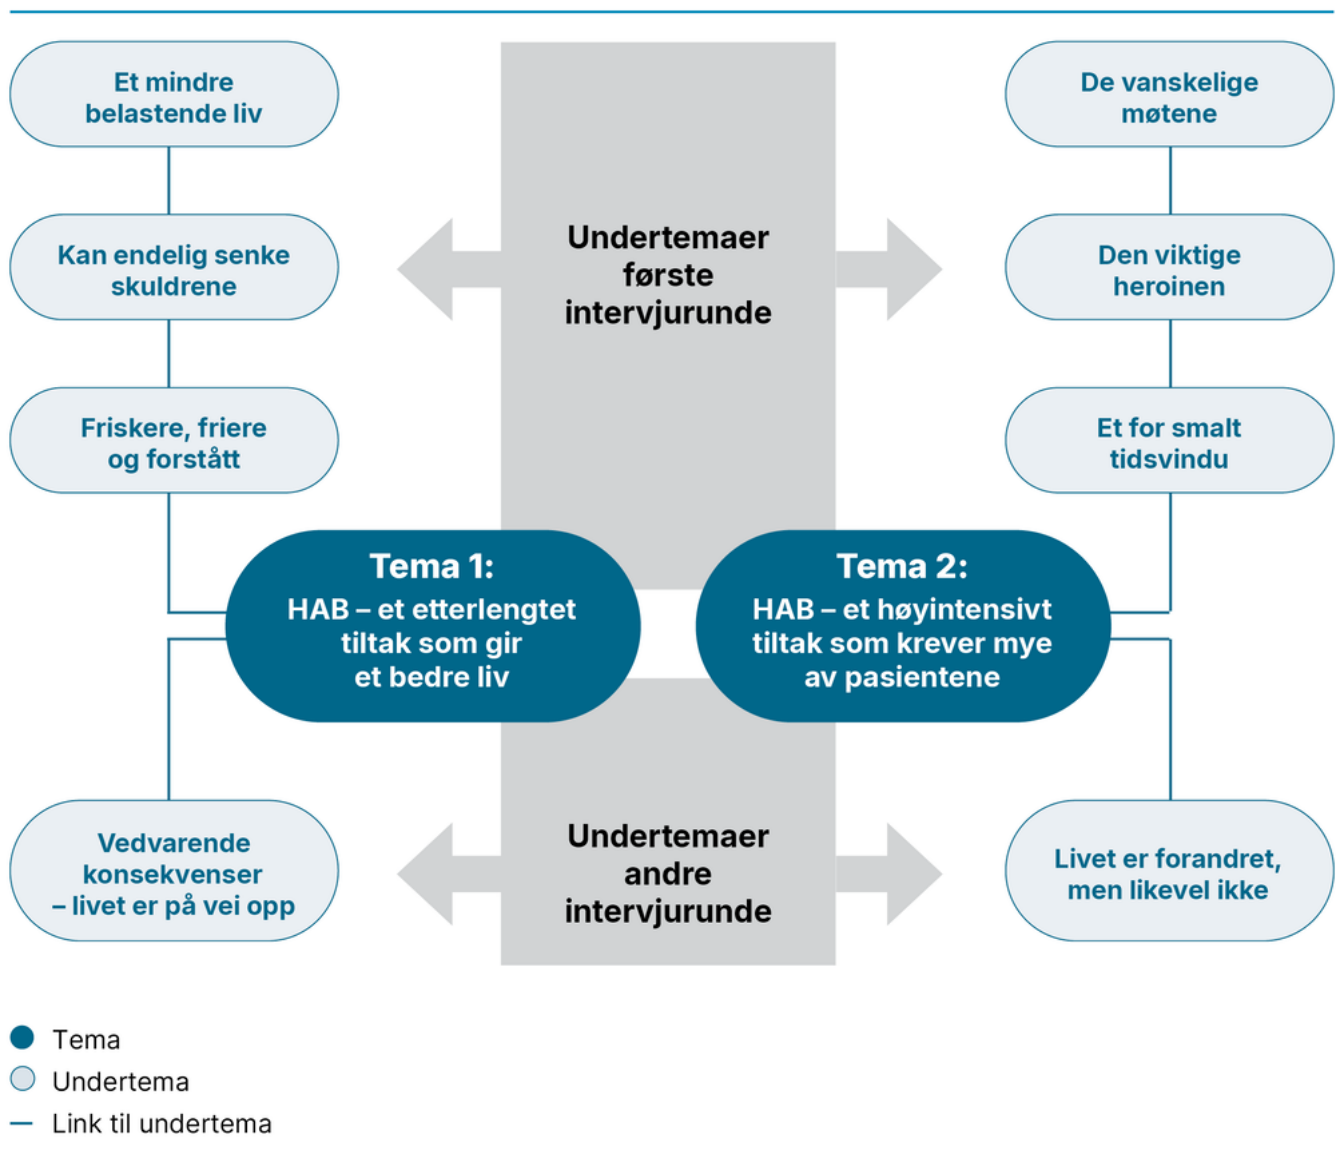 Et mindre
belastende liv
Kan endelig senke
skuldrene
Friskere, friere
og forstått
Undertemaer
første
intervjurunde
De vanskelige
møtene
Den viktige
heroinen
Et for smalt
tidsvindu
Tema 1:
HAB – et etterlengtet
tiltak som gir
et bedre liv
Tema 2:
HAB – et høyintensivt
tiltak som krever mye
av pasientene
Vedvarende
konsekvenser
– livet er på vei opp
Undertemaer
andre
intervjurunde
Livet er forandret,
men likevel ikke
Tema
Undertema
Link til undertema